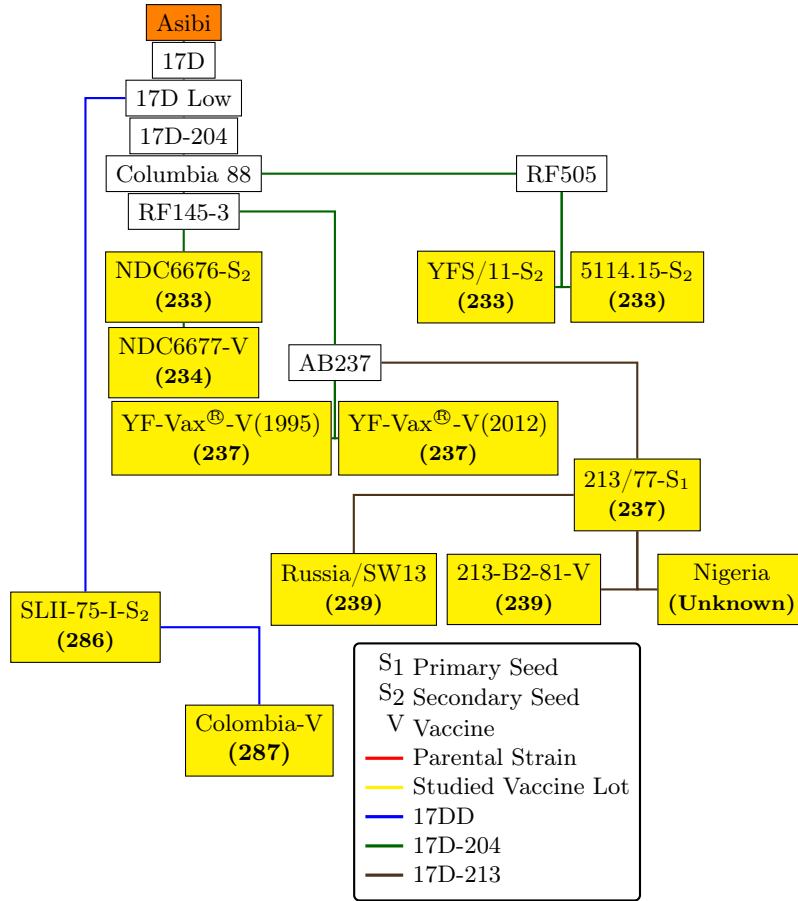 Asibi
17D
17D Low
17D-204
Columbia 88
RF505
RF145-3
NDC6676-S₂
(233)
YFS/11-S₂
(233)
5114.15-S₂
(233)
NDC6677-V
(234)
AB237
YF-Vax®-V(1995)
(237)
YF-Vax®-V(2012)
(237)
213/77-S₁
(237)
Russia/SW13
(239)
213-B2-81-V
(239)
Nigeria
(Unknown)
SLII-75-I-S₂
(286)
Colombia-V
(287)
S1 Primary Seed
S2 Secondary Seed
V Vaccine
Parental Strain
Studied Vaccine Lot
17DD
17D-204
17D-213